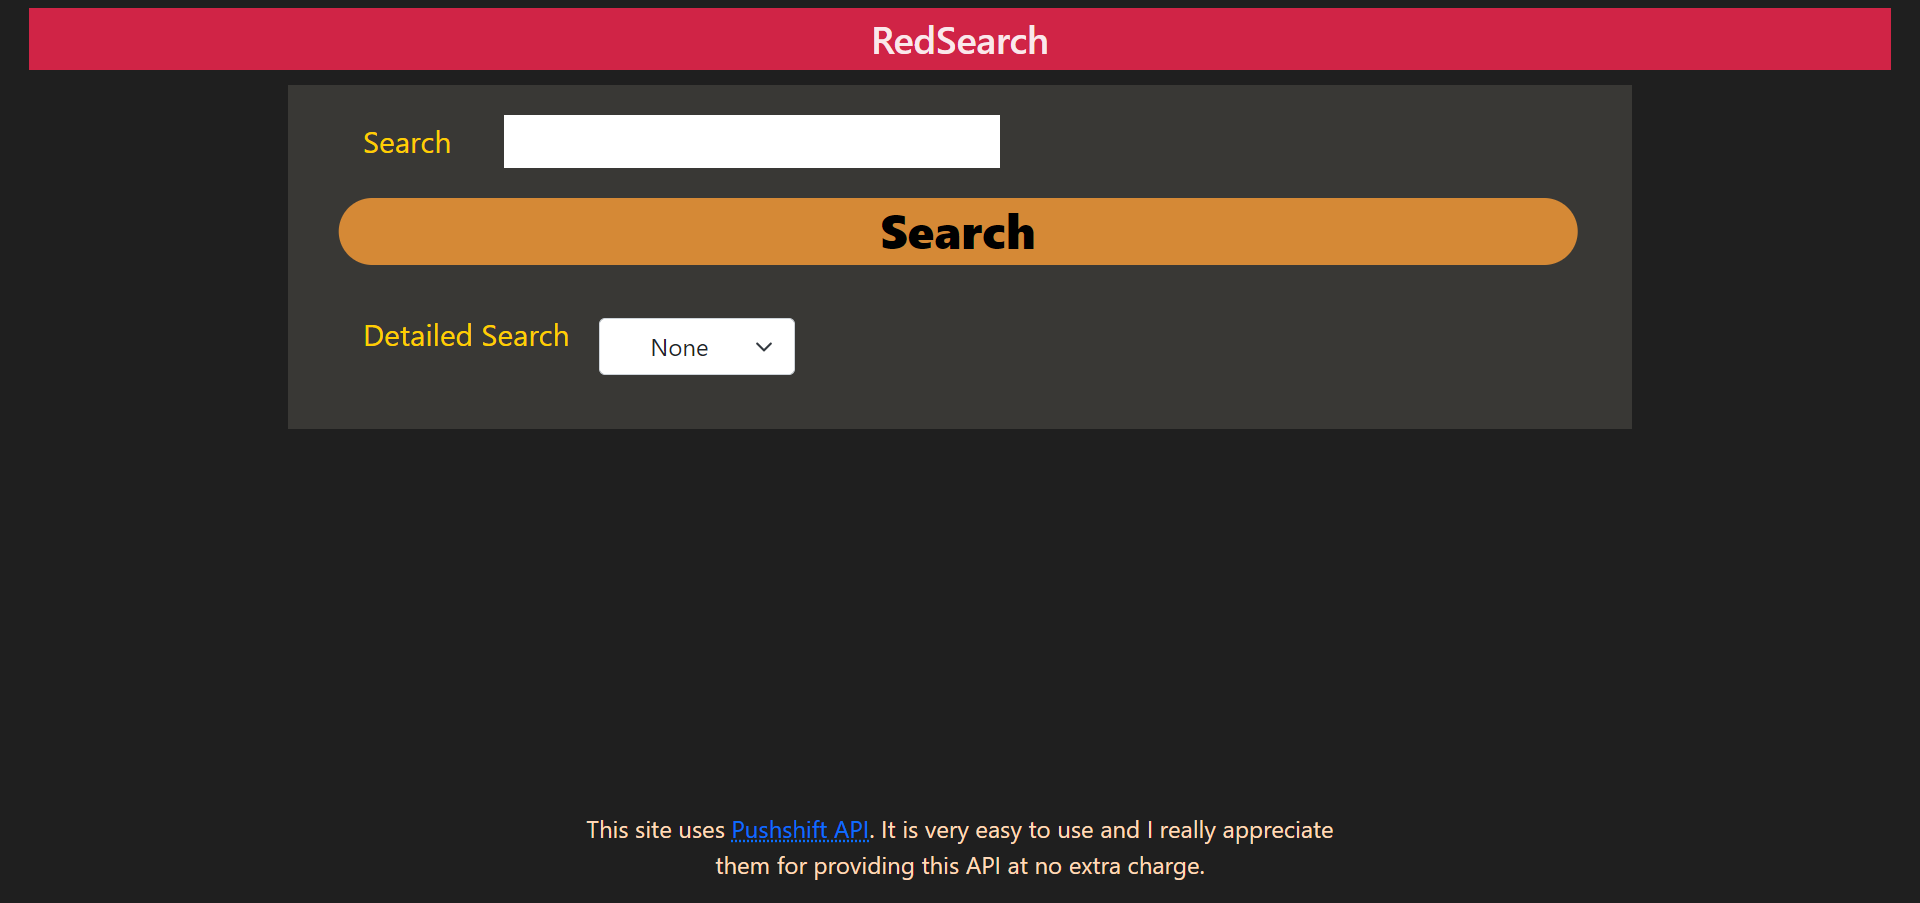 RedSearch
Search
Search
Detailed Search None
This site uses Pushshift API. It is very easy to use and I really appreciate
them for providing this API at no extra charge.